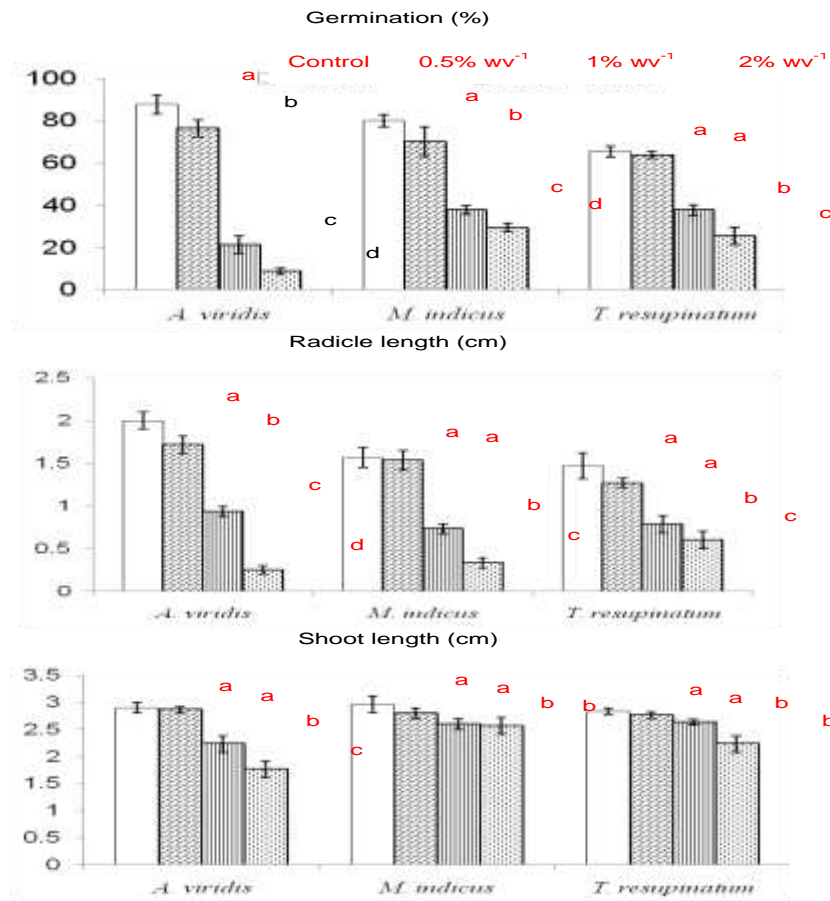 Germination (%)
Control 0.5% wv-1 1% wv-1 2% wv-1
100
80
60
40
20
0
a b c d
a b c d
a a b c
A. viridis M. indicus T. resupinatum
Radicle length (cm)
2.5
2
1.5
1
0.5
0
a b c d
a a b c
a a b c
A. viridis M. indicus T. resupinatum
Shoot length (cm)
3.5
3
2.5
2
1.5
1
0.5
0
a a b c
a a b b
a a b b
A. viridis M. indicus T. resupinatum